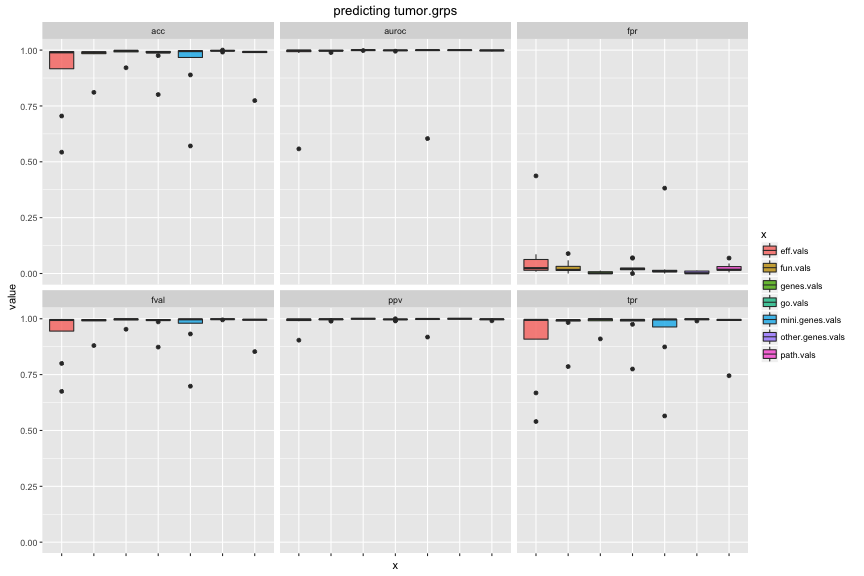 predicting tumor.grps
acc
auroc
fpr
1.00
0.75
0.50
0.25
0.00
value
fval
ppv
tpr
1.00
0.75
0.50
0.25
0.00
x
x
eff.vals
fun.vals
genes.vals
go.vals
mini.genes.vals
other.genes.vals
path.vals